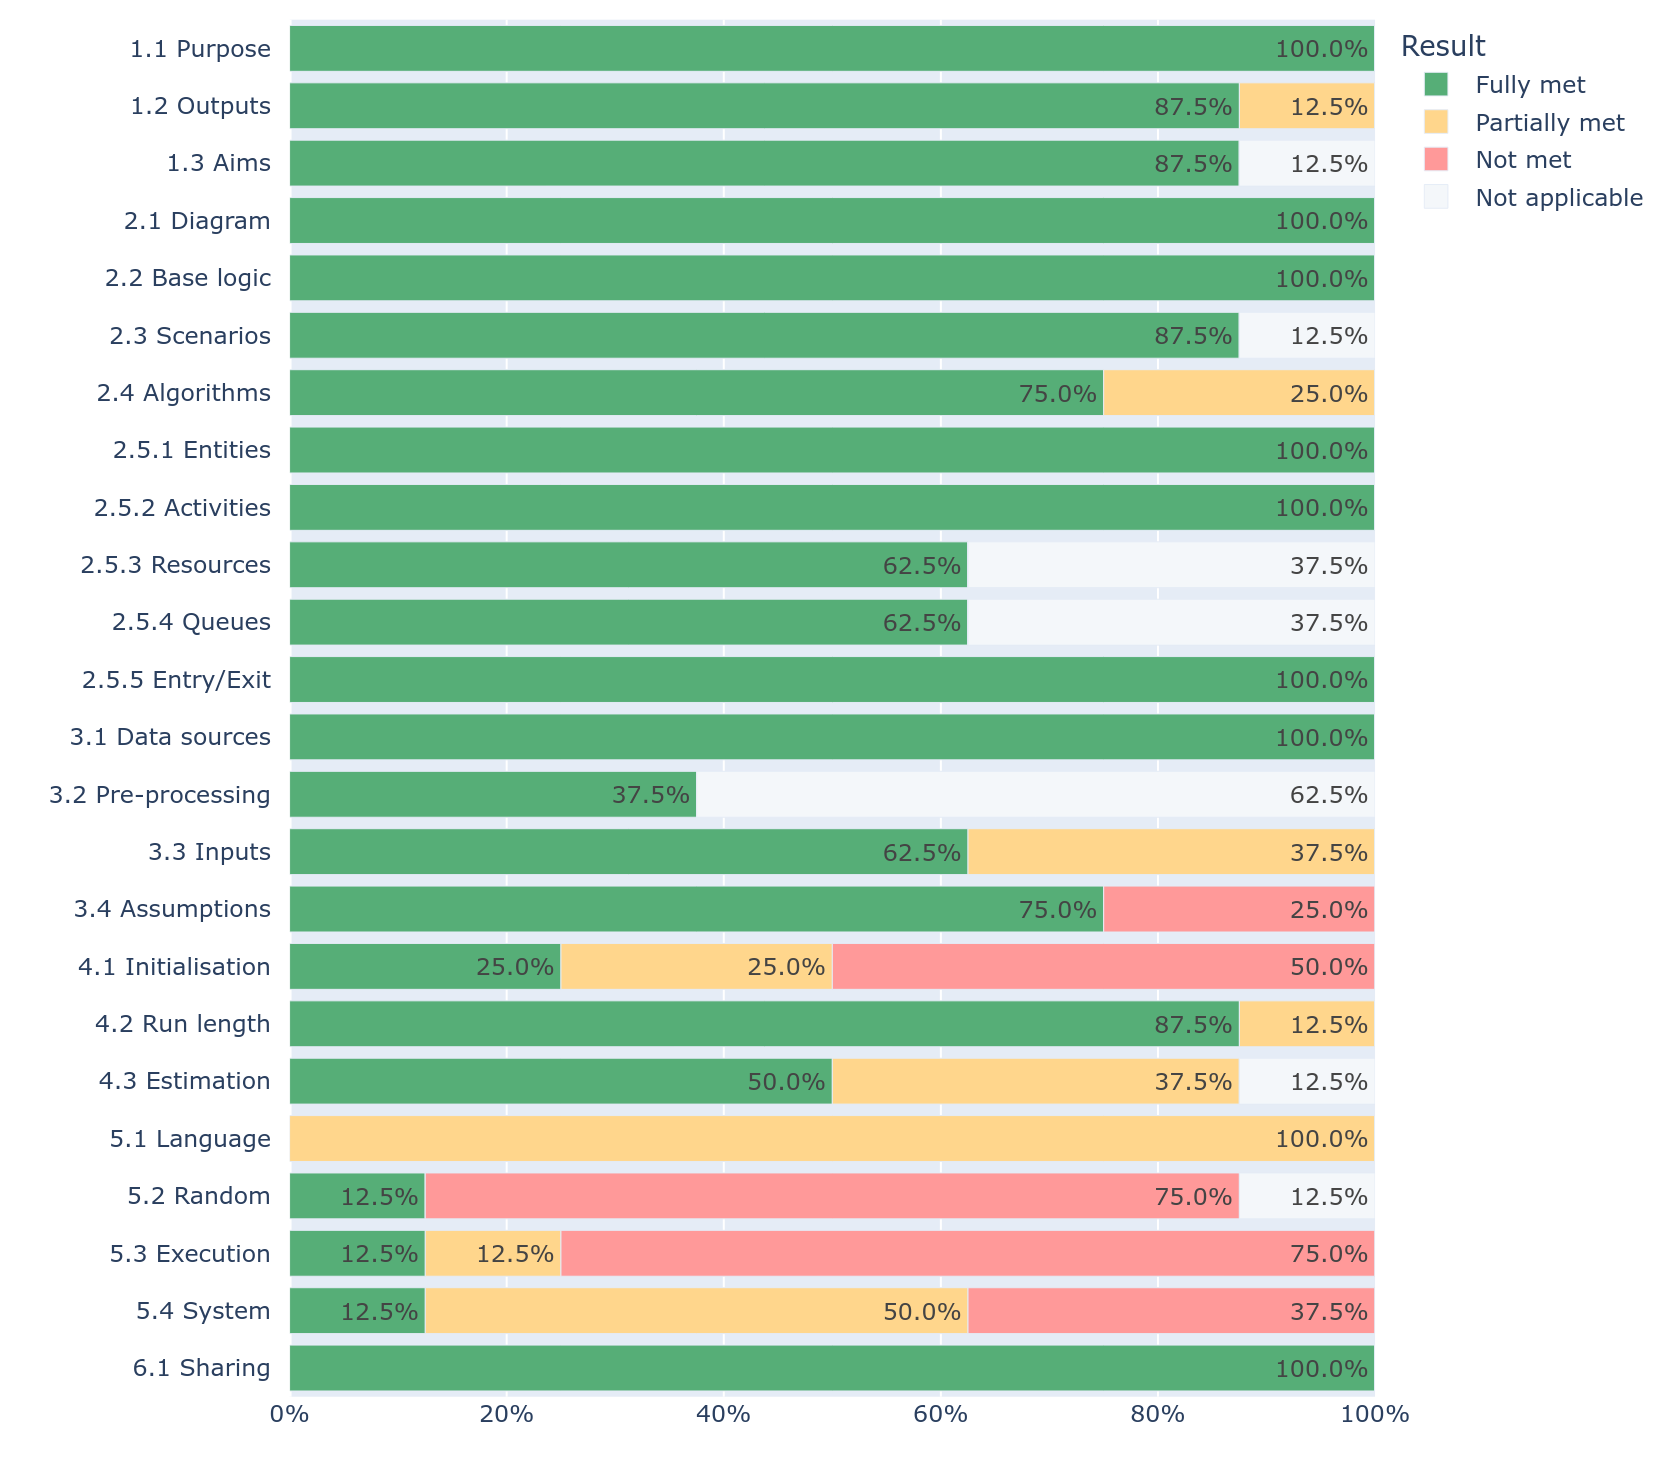 1.1 Purpose 100.0%
1.2 Outputs 87.5% 12.5%
1.3 Aims 87.5% 12.5%
2.1 Diagram 100.0%
2.2 Base logic 100.0%
2.3 Scenarios 87.5% 12.5%
2.4 Algorithms 75.0% 25.0%
2.5.1 Entities 100.0%
2.5.2 Activities 100.0%
2.5.3 Resources 62.5% 37.5%
2.5.4 Queues 62.5% 37.5%
2.5.5 Entry/Exit 100.0%
3.1 Data sources 100.0%
3.2 Pre-processing 37.5% 62.5%
3.3 Inputs 62.5% 37.5%
3.4 Assumptions 75.0% 25.0%
4.1 Initialisation 25.0% 25.0% 50.0%
4.2 Run length 87.5% 12.5%
4.3 Estimation 50.0% 37.5% 12.5%
5.1 Language 100.0%
5.2 Random 12.5% 75.0% 12.5%
5.3 Execution 12.5% 12.5% 75.0%
5.4 System 12.5% 50.0% 37.5%
6.1 Sharing 100.0%
0% 20% 40% 60% 80% 100%
Result
Fully met
Partially met
Not met
Not applicable